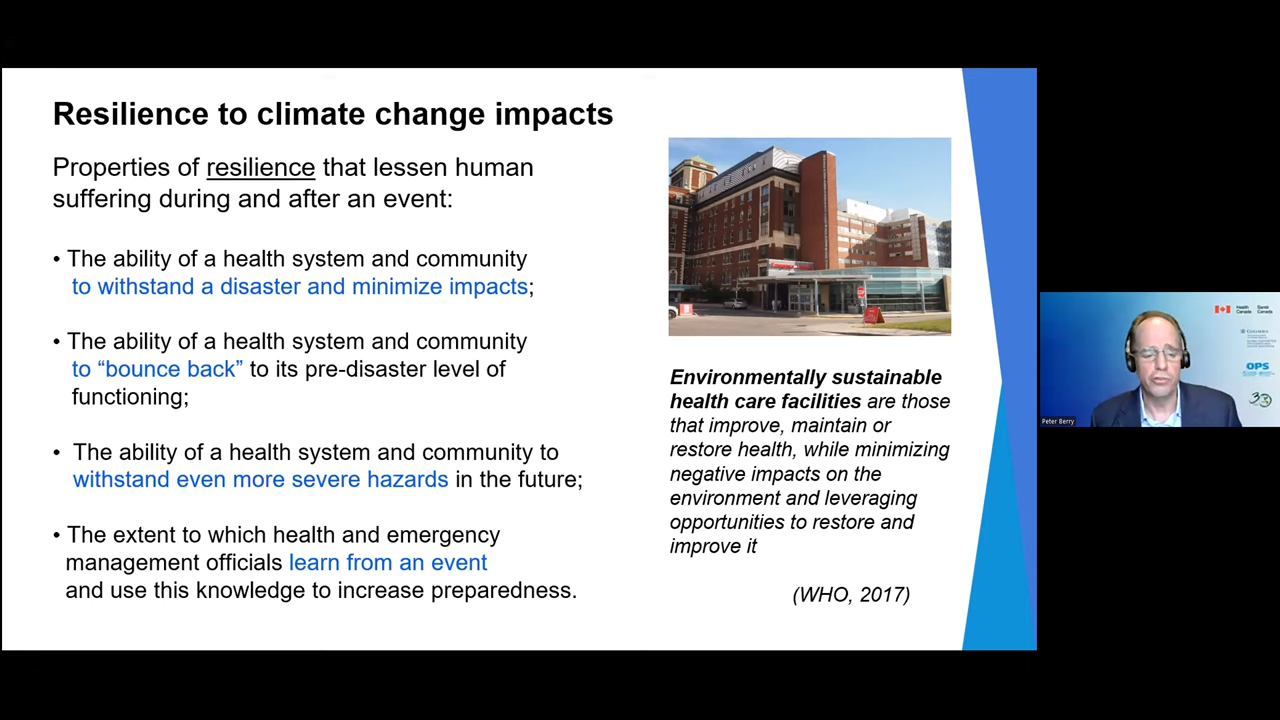 Resilience to climate change impacts
Properties of resilience that lessen human
suffering during and after an event:
• The ability of a health system and community
to withstand a disaster and minimize impacts;
• The ability of a health system and community
to “bounce back” to its pre-disaster level of
functioning;
• The ability of a health system and community to
withstand even more severe hazards in the future;
• The extent to which health and emergency
management officials learn from an event
and use this knowledge to increase preparedness.
Environmentally sustainable
health care facilities are those
that improve, maintain or
restore health, while minimizing
negative impacts on the
environment and leveraging
opportunities to restore and
improve it
(WHO, 2017)
Health Santé
Canada Canada
OPS
Peter Berry